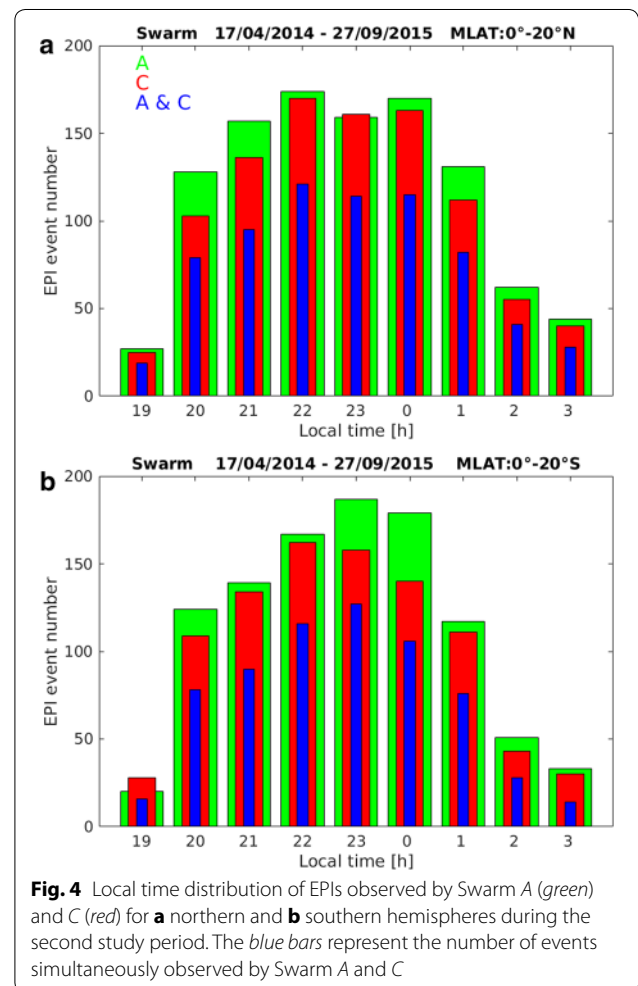 a
Swarm 17/04/2014 - 27/09/2015 MLAT:0°-20°N
200
A
C
A & C
150
100
50
0
EPI event number
19 20 21 22 23 0 1 2 3
Local time [h]
b
Swarm 17/04/2014 - 27/09/2015 MLAT:0°-20°S
200
150
100
50
0
EPI event number
19 20 21 22 23 0 1 2 3
Local time [h]
Fig. 4 Local time distribution of EPIs observed by Swarm A (green)
and C (red) for a northern and b southern hemispheres during the
second study period. The blue bars represent the number of events
simultaneously observed by Swarm A and C